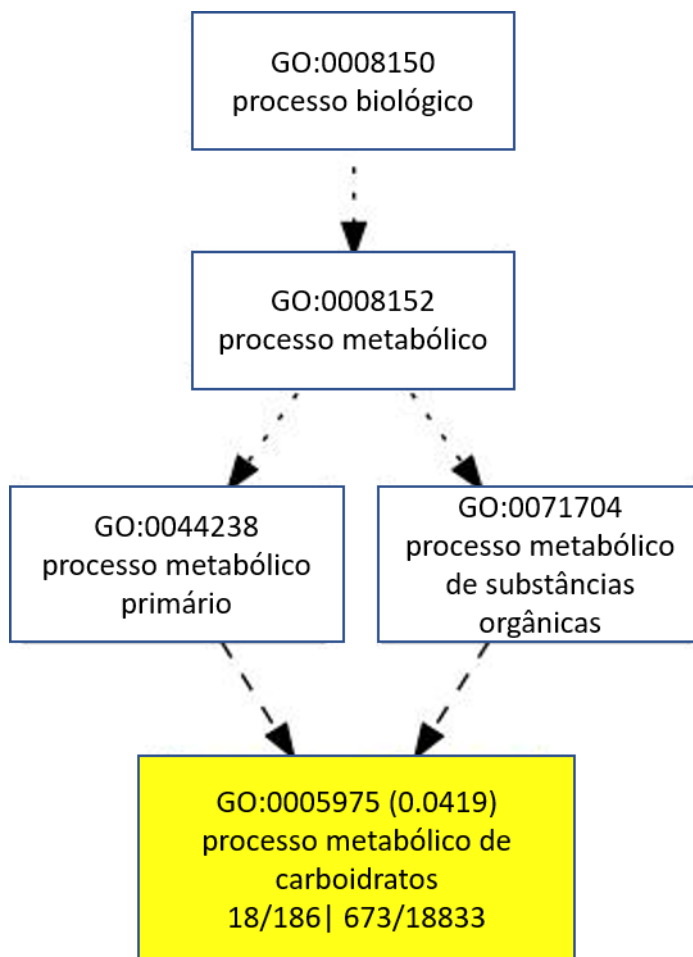 GO:0008150
processo biológico
GO:0008152
processo metabólico
GO:0044238
processo metabólico
primário
GO:0071704
processo metabólico
de substâncias
orgânicas
GO:0005975 (0.0419)
processo metabólico de
carboidratos
18/186| 673/18833